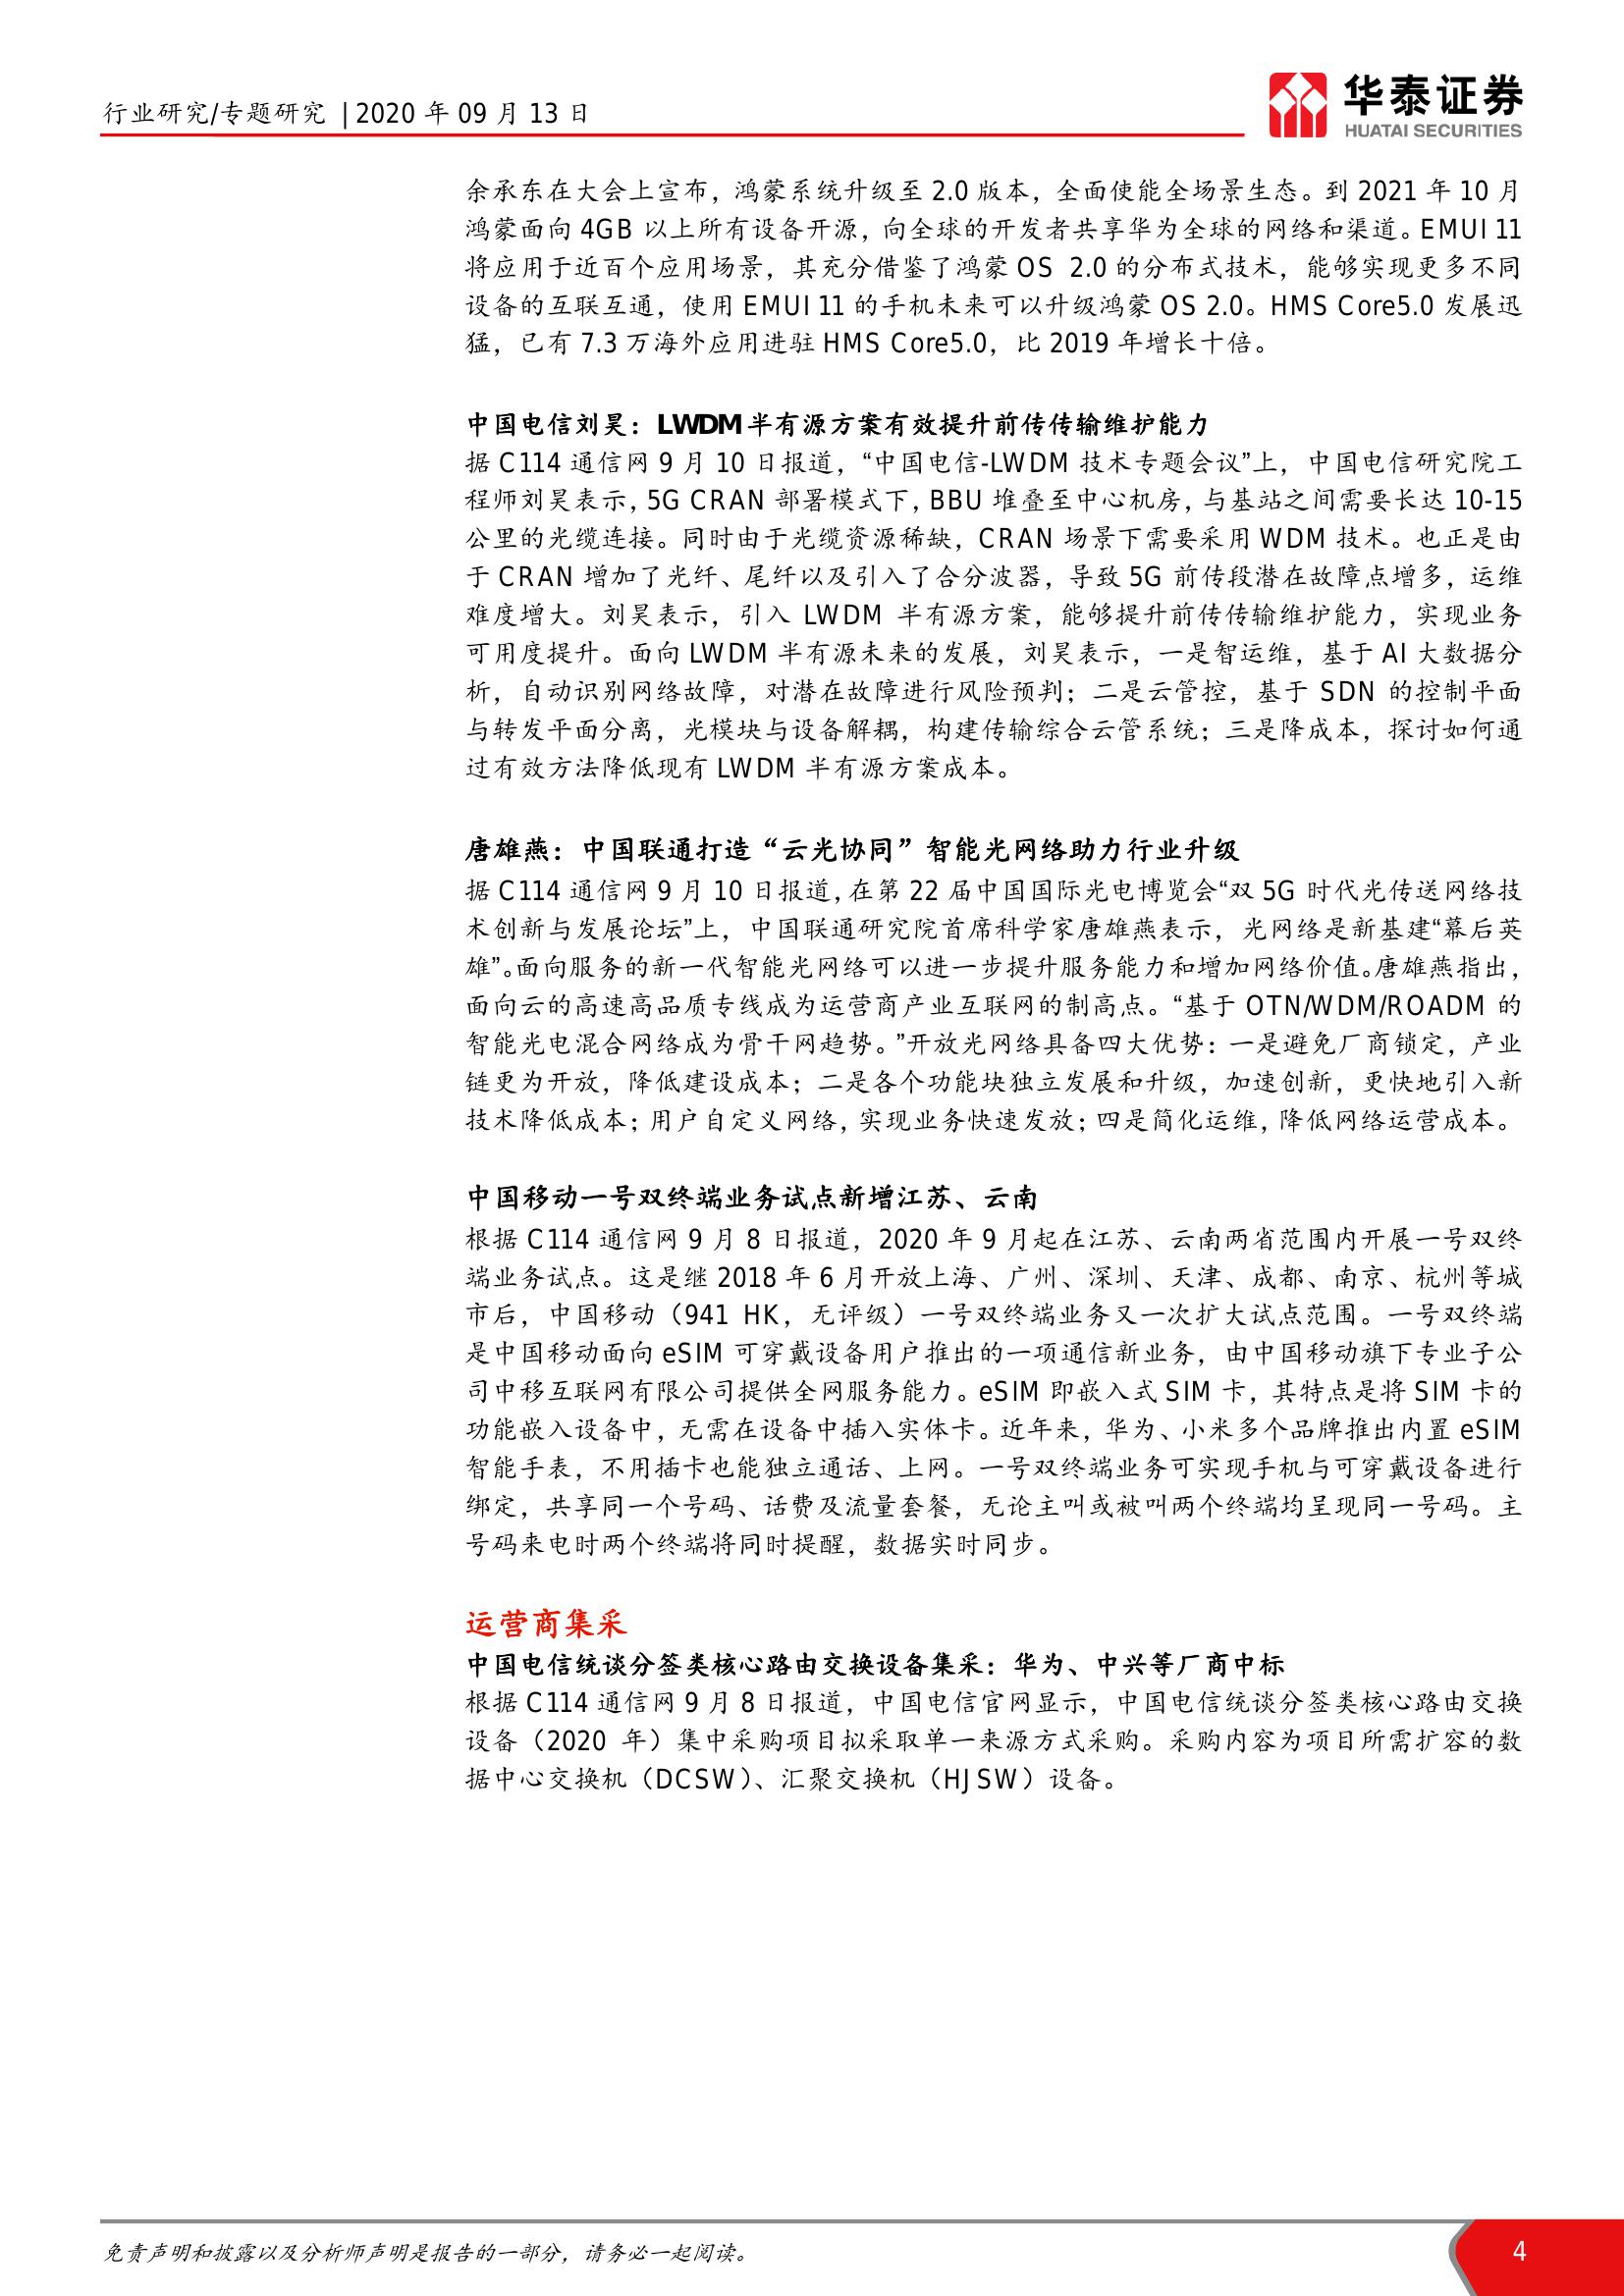 行业研究/专题研究 | 2020 年 09 月 13 日
华泰证券
HUATAI SECURITIES
余承东在大会上宣布，鸿蒙系统升级至 2.0 版本，全面使能全场景生态。到 2021 年 10 月
鸿蒙面向 4GB 以上所有设备开源，向全球的开发者共享华为全球的网络和渠道。EMUI 11
将应用于近百个应用场景，其充分借鉴了鸿蒙 OS 2.0 的分布式技术，能够实现更多不同
设备的互联互通，使用 EMUI 11 的手机未来可以升级鸿蒙 OS 2.0。HMS Core5.0 发展迅
猛，已有 7.3 万海外应用进驻 HMS Core5.0，比 2019 年增长十倍。
中国电信刘昊：LWDM 半有源方案有效提升前传传输维护能力
据 C114 通信网 9 月 10 日报道，“中国电信-LWDM 技术专题会议”上，中国电信研究院工
程师刘昊表示，5G CRAN 部署模式下，BBU 堆叠至中心机房，与基站之间需要长达 10-15
公里的光缆连接。同时由于光缆资源稀缺，CRAN 场景下需要采用 WDM 技术。也正是由
于 CRAN 增加了光纤、尾纤以及引入了合分波器，导致 5G 前传段潜在故障点增多，运维
难度增大。刘昊表示，引入 LWDM 半有源方案，能够提升前传传输维护能力，实现业务
可用度提升。面向 LWDM 半有源未来的发展，刘昊表示，一是智运维，基于 AI 大数据分
析，自动识别网络故障，对潜在故障进行风险预判；二是云管控，基于 SDN 的控制平面
与转发平面分离，光模块与设备解耦，构建传输综合云管系统；三是降成本，探讨如何通
过有效方法降低现有 LWDM 半有源方案成本。
唐雄燕：中国联通打造“云光协同”智能光网络助力行业升级
据 C114 通信网 9 月 10 日报道，在第 22 届中国国际光电博览会“双 5G 时代光传送网络技
术创新与发展论坛”上，中国联通研究院首席科学家唐雄燕表示，光网络是新基建“幕后英
雄”。面向服务的新一代智能光网络可以进一步提升服务能力和增加网络价值。唐雄燕指出，
面向云的高速高品质专线成为运营商产业互联网的制高点。“基于 OTN/WDM/ROADM 的
智能光电混合网络成为骨干网趋势。”开放光网络具备四大优势：一是避免厂商锁定，产业
链更为开放，降低建设成本；二是各个功能块独立发展和升级，加速创新，更快地引入新
技术降低成本；用户自定义网络，实现业务快速发放；四是简化运维，降低网络运营成本。
中国移动一号双终端业务试点新增江苏、云南
根据 C114 通信网 9 月 8 日报道，2020 年 9 月起在江苏、云南两省范围内开展一号双终
端业务试点。这是继 2018 年 6 月开放上海、广州、深圳、天津、成都、南京、杭州等城
市后，中国移动（941 HK，无评级）一号双终端业务又一次扩大试点范围。一号双终端
是中国移动面向 eSIM 可穿戴设备用户推出的一项通信新业务，由中国移动旗下专业子公
司中移互联网有限公司提供全网服务能力。eSIM 即嵌入式 SIM 卡，其特点是将 SIM 卡的
功能嵌入设备中，无需在设备中插入实体卡。近年来，华为、小米多个品牌推出内置 eSIM
智能手表，不用插卡也能独立通话、上网。一号双终端业务可实现手机与可穿戴设备进行
绑定，共享同一个号码、话费及流量套餐，无论主叫或被叫两个终端均呈现同一号码。主
号码来电时两个终端将同时提醒，数据实时同步。
运营商集采
中国电信统谈分签类核心路由交换设备集采：华为、中兴等厂商中标
根据 C114 通信网 9 月 8 日报道，中国电信官网显示，中国电信统谈分签类核心路由交换
设备（2020 年）集中采购项目拟采取单一来源方式采购。采购内容为项目所需扩容的数
据中心交换机（DCSW）、汇聚交换机（HJSW）设备。
免责声明和披露以及分析师声明是报告的一部分，请务必一起阅读。
4